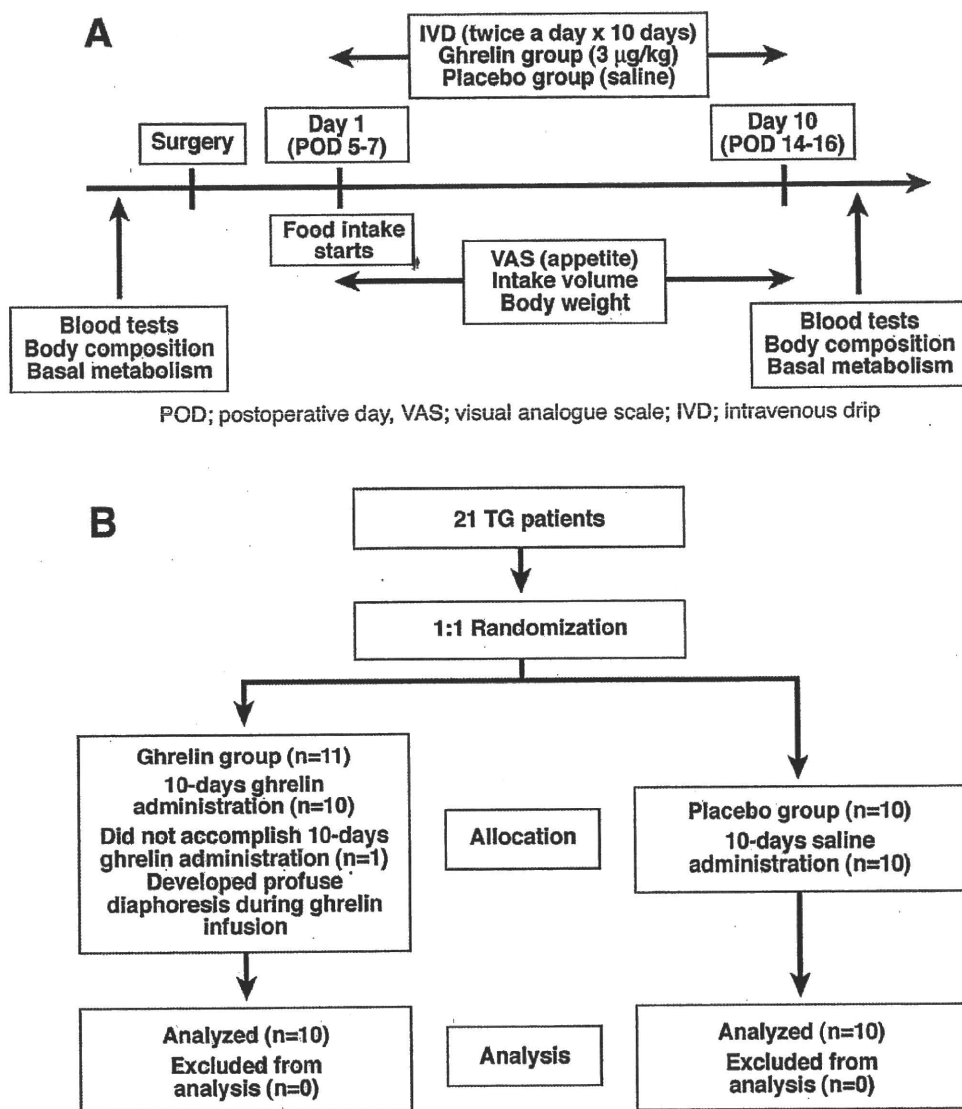 A
IVD (twice a day x 10 days)
Ghrelin group (3 μg/kg)
Placebo group (saline)
Surgery
Day 1
(POD 5-7)
Day 10
(POD 14-16)
Food intake
starts
VAS (appetite)
Intake volume
Body weight
Blood tests
Body composition
Basal metabolism
Blood tests
Body composition
Basal metabolism
POD; postoperative day, VAS; visual analogue scale; IVD; intravenous drip
B
21 TG patients
1:1 Randomization
Ghrelin group (n=11)
10-days ghrelin
administration (n=10)
Did not accomplish 10-days
ghrelin administration (n=1)
Developed profuse
diaphoresis during ghrelin
infusion
Allocation
Placebo group (n=10)
10-days saline
administration (n=10)
Analyzed (n=10)
Excluded from
analysis (n=0)
Analysis
Analyzed (n=10)
Excluded from
analysis (n=0)